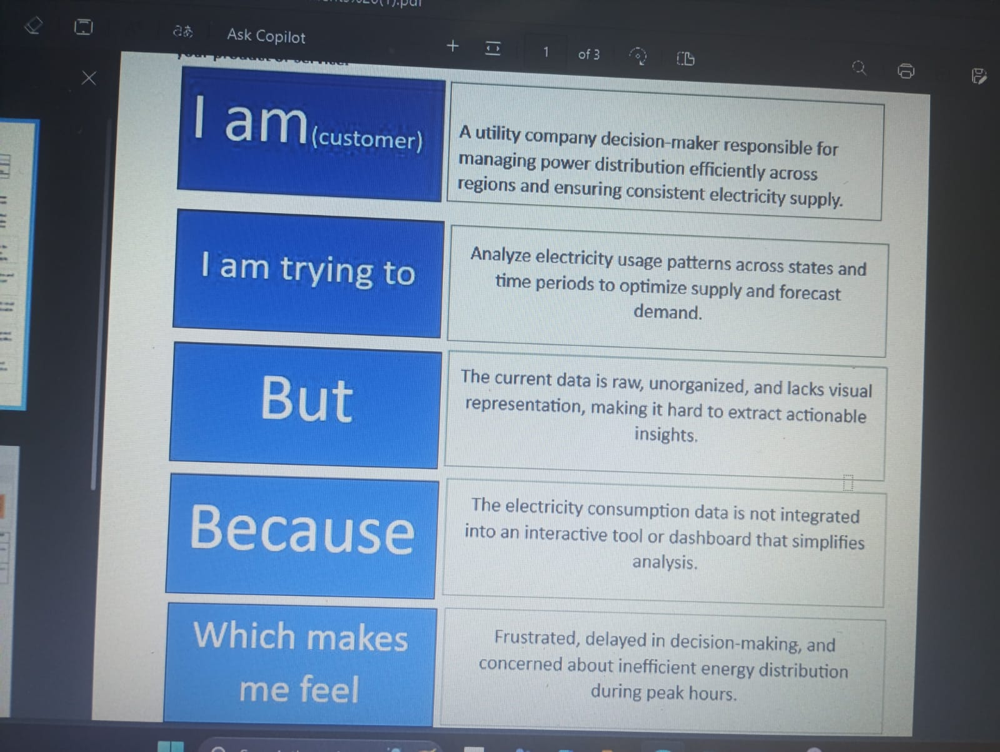 Ask Copilot
1 of 3
your product or service.
I am (customer)
A utility company decision-maker responsible for
managing power distribution efficiently across
regions and ensuring consistent electricity supply.
I am trying to
Analyze electricity usage patterns across states and
time periods to optimize supply and forecast
demand.
But
The current data is raw, unorganized, and lacks visual
representation, making it hard to extract actionable
insights.
Because
The electricity consumption data is not integrated
into an interactive tool or dashboard that simplifies
analysis.
Which makes
me feel
Frustrated, delayed in decision-making, and
concerned about inefficient energy distribution
during peak hours.